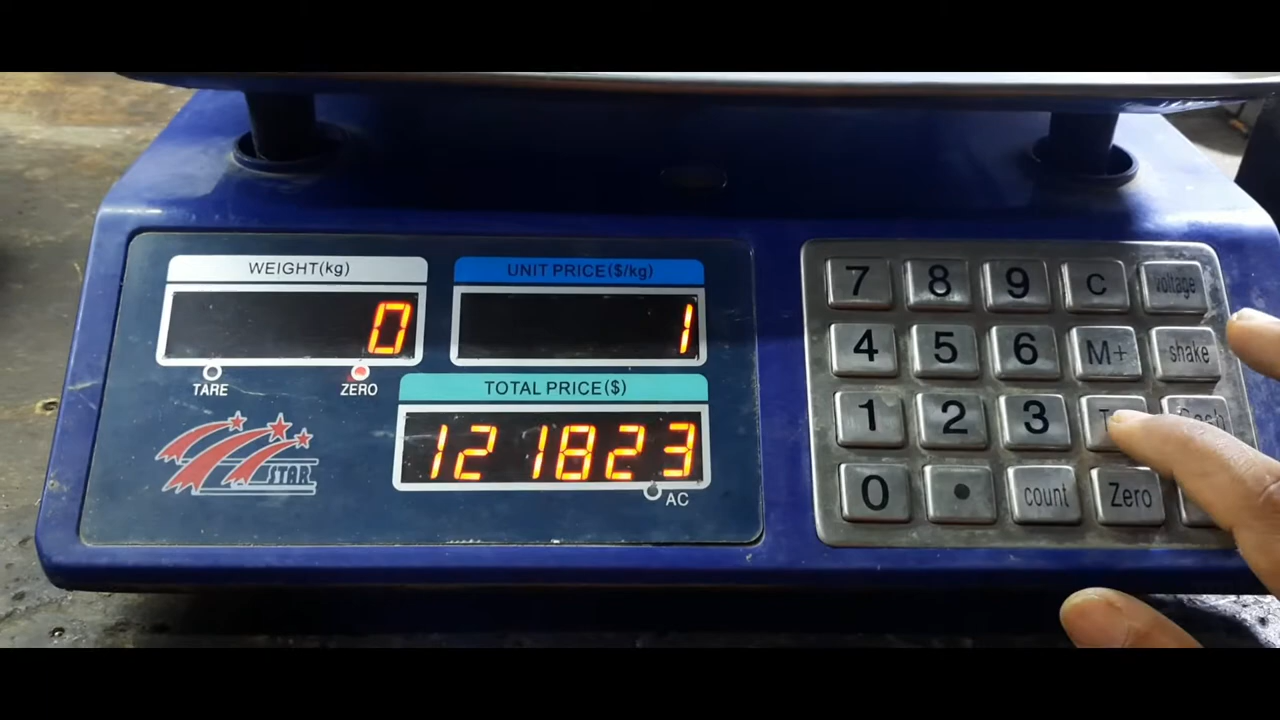 WEIGHT(kg)
UNIT PRICE($/kg)
0
1
TARE
ZERO
TOTAL PRICE($)
121823
AC
STAR
7 8 9 C voltage
4 5 6 M+ shake
1 2 3
0 . count Zero